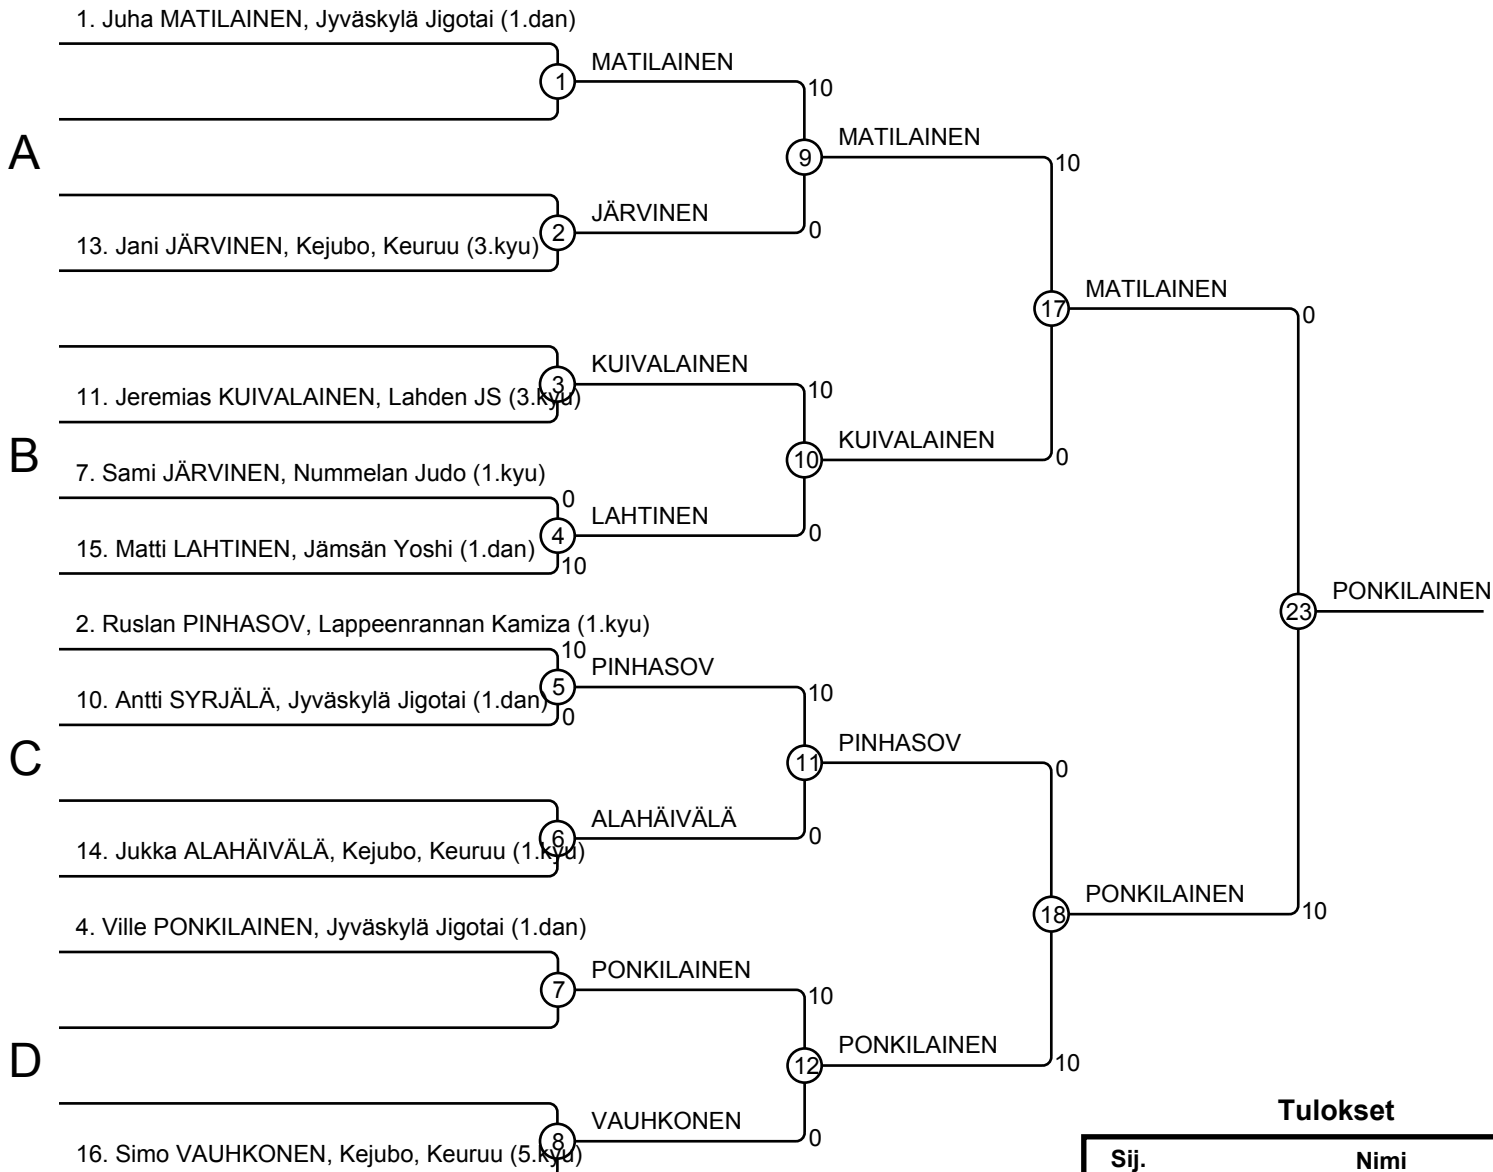 1. Juha MATILAINEN, Jyväskylä Jigotai (1.dan)
1
MATILAINEN
10
A
9
MATILAINEN
10
13. Jani JÄRVINEN, Kejubo, Keuruu (3.kyu)
2
JÄRVINEN
0
17
MATILAINEN
0
11. Jeremias KUIVALAINEN, Lahden JS (3.kyu)
3
KUIVALAINEN
10
B
10
KUIVALAINEN
0
7. Sami JÄRVINEN, Nummelan Judo (1.kyu)
0
4
LAHTINEN
0
15. Matti LAHTINEN, Jämsän Yoshi (1.dan)
10
23
PONKILAINEN
2. Ruslan PINHASOV, Lappeenrannan Kamiza (1.kyu)
10
5
PINHASOV
10
10. Antti SYRJÄLÄ, Jyväskylä Jigotai (1.dan)
0
C
11
PINHASOV
0
6
ALAHÄIVÄLÄ
0
14. Jukka ALAHÄIVÄLÄ, Kejubo, Keuruu (1.kyu)
18
PONKILAINEN
10
4. Ville PONKILAINEN, Jyväskylä Jigotai (1.dan)
7
PONKILAINEN
10
D
12
PONKILAINEN
10
8
VAUHKONEN
0
16. Simo VAUHKONEN, Kejubo, Keuruu (5.kyu)
Tulokset
Sij. Nimi